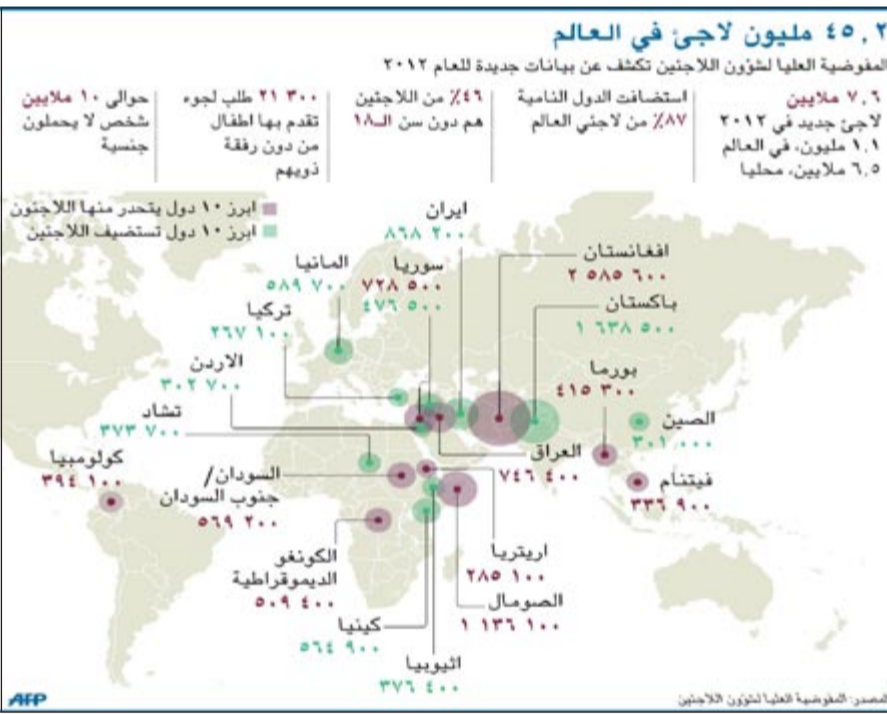 ٤٥,٢ مليون لاجئ في العالم
المفوضية العليا لشؤون اللاجئين تكشف عن بيانات جديدة للعام ٢٠١٢
٧,٦ ملايين
لاجئ جديد في ٢٠١٢
١,١ مليون، في العالم
٦,٥ ملايين، محليا
استضافت الدول النامية
٨٧٪ من لاجئي العالم
٤٦٪ من اللاجئين
هم دون سن الـ١٨
٢١ ٣٠٠ طلب لجوء
تقدم بها اطفال
من دون رفقة
ذويهم
حوالى ١٠ ملايين
شخص لا يحملون
جنسية
ابرز ١٠ دول يتحدر منها اللاجئون
ابرز ١٠ دول تستضيف اللاجئين
ايران
٨٦٨ ٢٠٠
افغانستان
٢ ٥٨٥ ٦٠٠
سوريا
٧٢٨ ٥٠٠
٤٧٦ ٥٠٠
المانيا
٥٨٩ ٧٠٠
باكستان
١ ٦٣٨ ٥٠٠
تركيا
٢٦٧ ١٠٠
بورما
٤١٥ ٣٠٠
الاردن
٣٠٢ ٧٠٠
الصين
٣٠١ ٠٠٠
تشاد
٣٧٣ ٧٠٠
العراق
٧٤٦ ٤٠٠
كولومبيا
٣٩٤ ١٠٠
فيتنام
٣٣٦ ٩٠٠
السودان/
جنوب السودان
٥٦٩ ٢٠٠
اريتريا
٢٨٥ ١٠٠
الكونغو
الديموقراطية
٥٠٩ ٤٠٠
الصومال
١ ١٣٦ ١٠٠
كينيا
٥٦٤ ٩٠٠
اثيوبيا
٣٧٦ ٤٠٠
المصدر: المفوضية العليا لشؤون اللاجئين
AFP